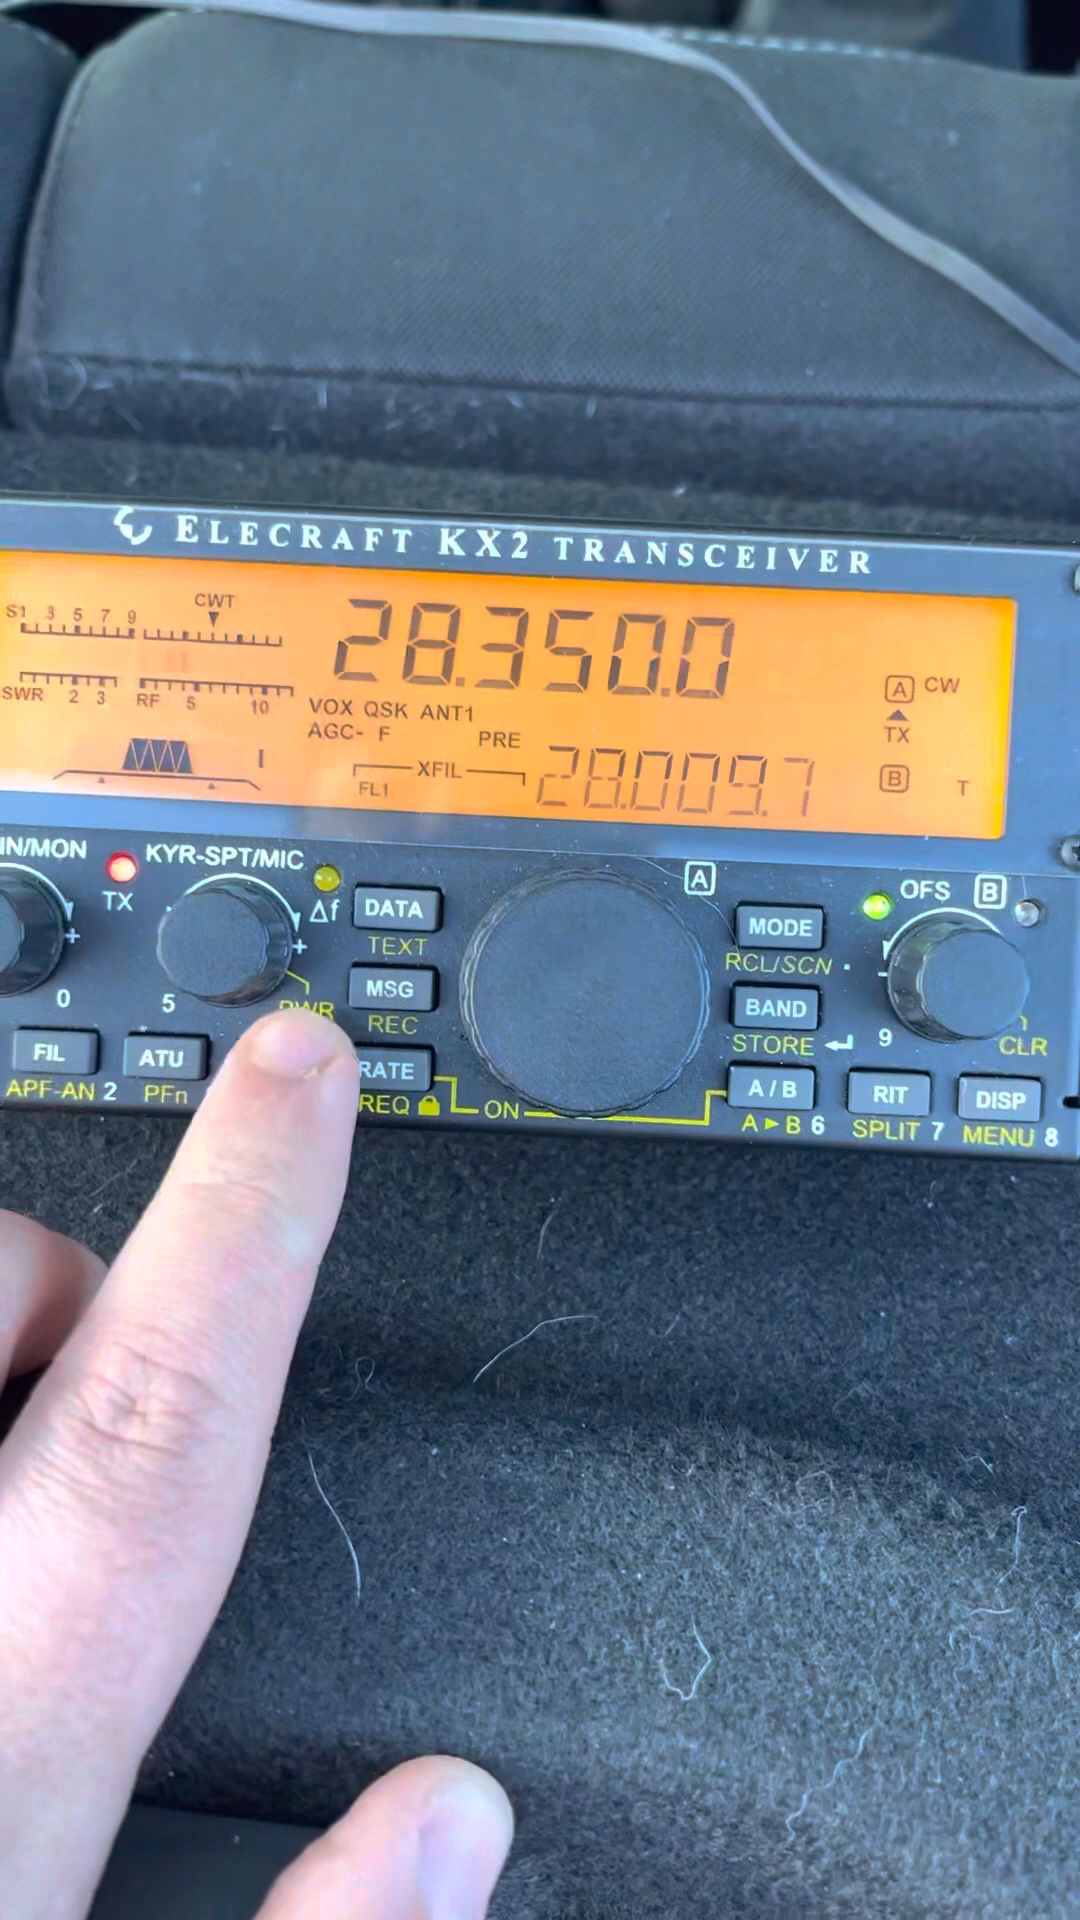 ELECRAFT KX2 TRANSCEIVER
CWT
S1 3 5 7 9
28.350.0
SWR 2 3 RF 5 10
VOX QSK ANT1
AGC- F
PRE
XFIL
FL1
I
28.009.7
A CW
TX
B T
IN/MON
TX
KYR-SPT/MIC
Δf
DATA
TEXT
A
MODE
RCL/SCN
OFS B
+
0
5
+
PWR
MSG
REC
BAND
STORE
-
9
CLR
FIL
APF-AN 2
ATU
PFn
RATE
REQ
ON
A/B
A ► B 6
RIT
SPLIT 7
DISP
MENU 8